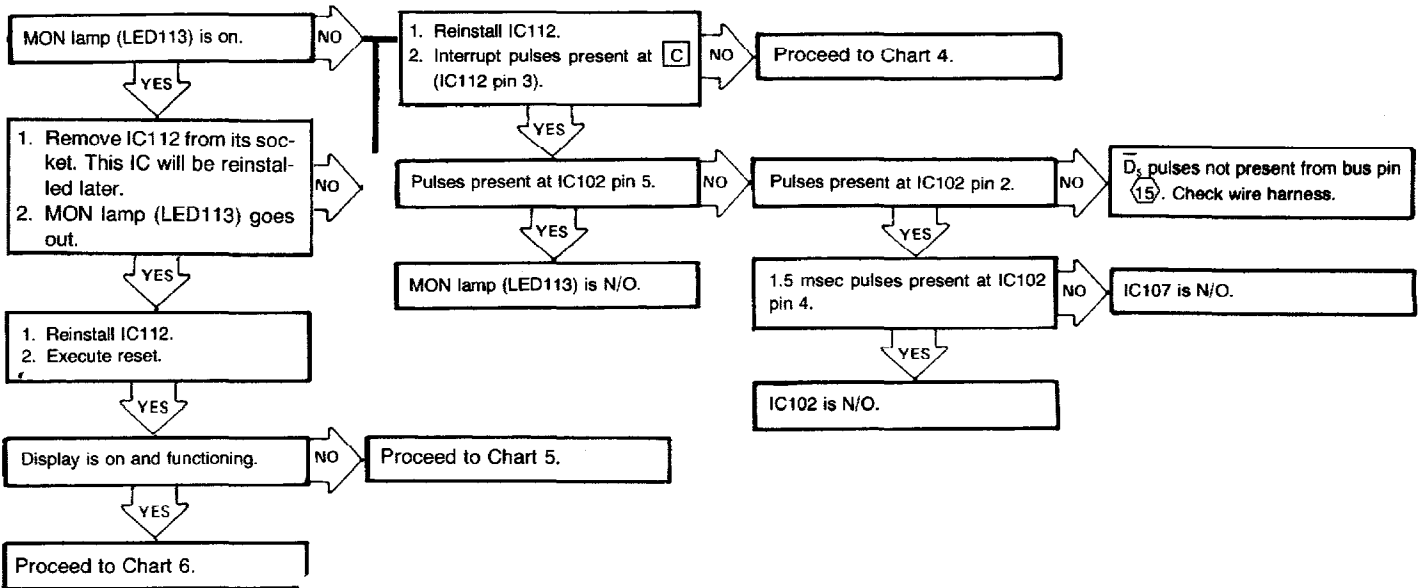 MON lamp (LED113) is on.
NO
YES
1. Remove IC112 from its soc-
ket. This IC will be reinstal-
led later.
2. MON lamp (LED113) goes
out.
NO
YES
1. Reinstall IC112.
2. Execute reset.
YES
Display is on and functioning.
NO
Proceed to Chart 5.
YES
Proceed to Chart 6.
1. Reinstall IC112.
2. Interrupt pulses present at C
(IC112 pin 3).
NO
Proceed to Chart 4.
YES
Pulses present at IC102 pin 5.
NO
YES
MON lamp (LED113) is N/O.
Pulses present at IC102 pin 2.
NO
D̅s pulses not present from bus pin
15. Check wire harness.
YES
1.5 msec pulses present at IC102
pin 4.
NO
IC107 is N/O.
YES
IC102 is N/O.